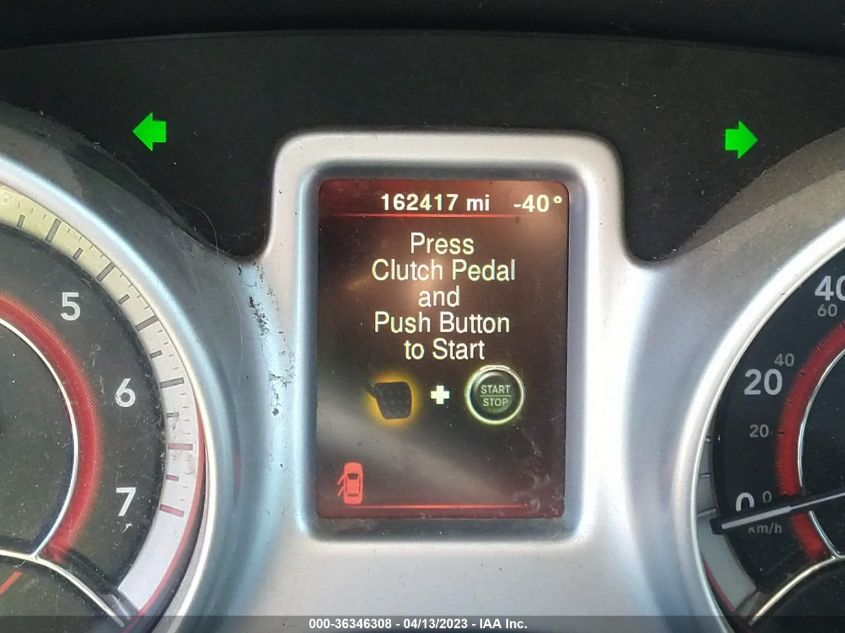 162417 mi -40°
Press
Clutch Pedal
and
Push Button
to Start
START
STOP
5
6
7
40
60
40
20
20
0
0
km/h
000-36346308 - 04/13/2023 - IAA Inc.